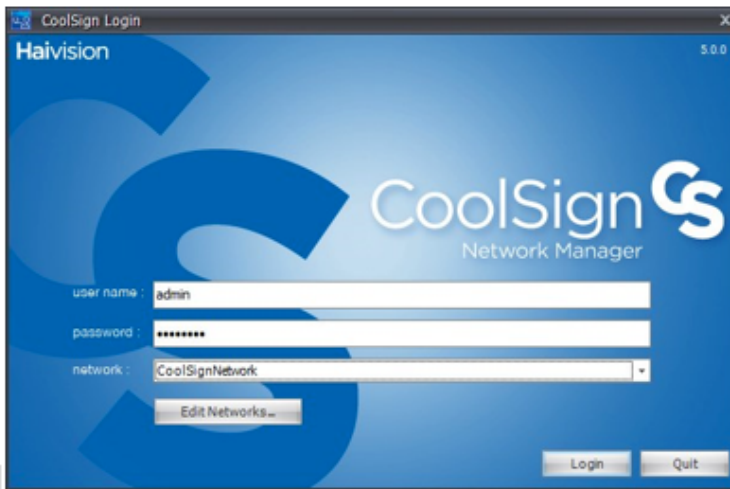 CoolSign Login
X
Haivision
5.0.0
CoolSign CS
Network Manager
user name : admin
password : ••••••••
network : CoolSignNetwork
Edit Networks...
Login Quit